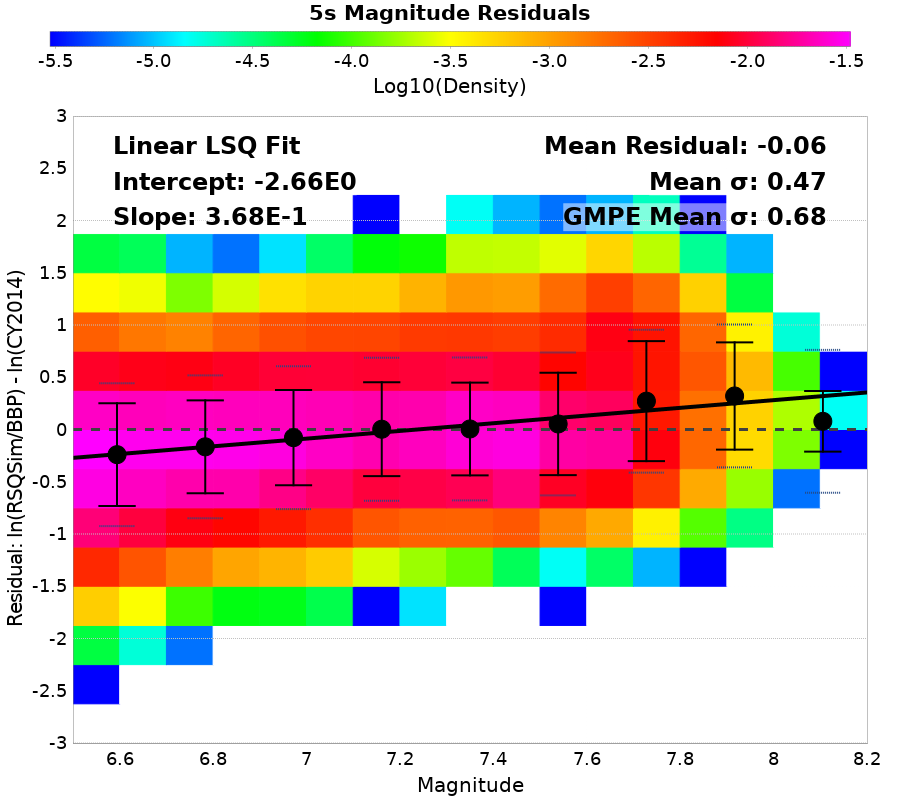 5s Magnitude Residuals
-5.5 -5.0 -4.5 -4.0 -3.5 -3.0 -2.5 -2.0 -1.5
Log10(Density)
Linear LSQ Fit
Intercept: -2.66E0
Slope: 3.68E-1
Mean Residual: -0.06
Mean σ: 0.47
GMPE Mean σ: 0.68
Residual: ln(RSQSim/BBP) - ln(CY2014)
3
2.5
2
1.5
1
0.5
0
-0.5
-1
-1.5
-2
-2.5
-3
6.6 6.8 7 7.2 7.4 7.6 7.8 8 8.2
Magnitude